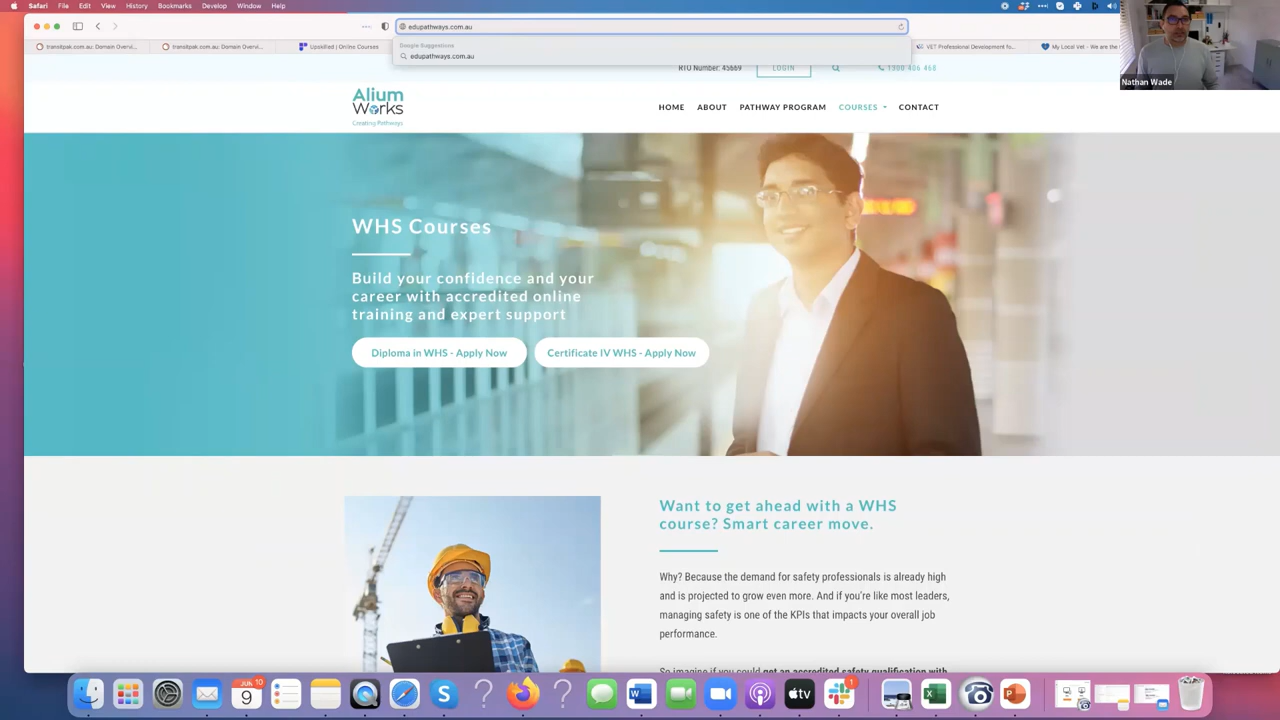 Safari File Edit View History Bookmarks Develop Window Help
edupathways.com.au
transitpak.com.au: Domain Overvi...
transitpak.com.au: Domain Overvi...
Upskilled | Online Courses
Google Suggestions
edupathways.com.au
VET Professional Development fo...
My Local Vet - We are the
Nathan Wade
RTO Number: 45669
LOGIN
1300 406 468
Alium
Works
Creating Pathways
HOME ABOUT PATHWAY PROGRAM COURSES CONTACT
WHS Courses
Build your confidence and your
career with accredited online
training and expert support
Diploma in WHS - Apply Now
Certificate IV WHS - Apply Now
Want to get ahead with a WHS
course? Smart career move.
Why? Because the demand for safety professionals is already high
and is projected to grow even more. And if you're like most leaders,
managing safety is one of the KPIs that impacts your overall job
performance.
So imagine if you could get an accredited safety qualification with
JUN
9
10
1